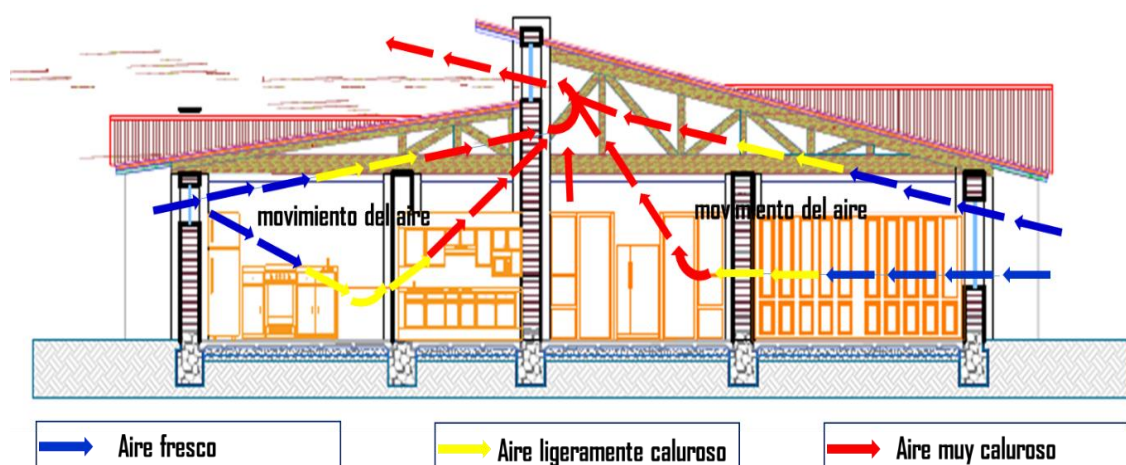 movimiento del aire
movimiento del aire
Aire fresco
Aire ligeramente caluroso
Aire muy caluroso